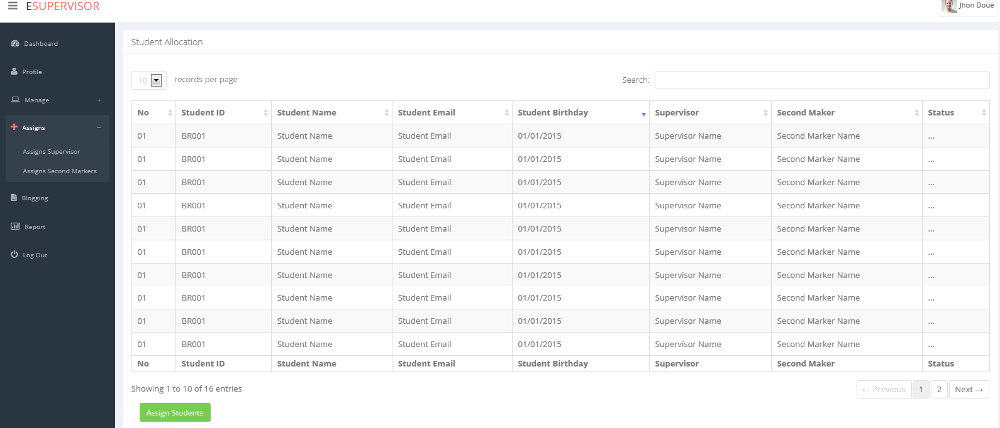 ESUPERVISOR
Jhon Doue
Dashboard
Profile
Manage +
Assigns −
Assigns Supervisor
Assigns Second Markers
Blogging
Report
Log Out
Student Allocation
10 records per page Search:
No Student ID Student Name Student Email Student Birthday Supervisor Second Maker Status
01 BR001 Student Name Student Email 01/01/2015 Supervisor Name Second Marker Name ...
01 BR001 Student Name Student Email 01/01/2015 Supervisor Name Second Marker Name ...
01 BR001 Student Name Student Email 01/01/2015 Supervisor Name Second Marker Name ...
01 BR001 Student Name Student Email 01/01/2015 Supervisor Name Second Marker Name ...
01 BR001 Student Name Student Email 01/01/2015 Supervisor Name Second Marker Name ...
01 BR001 Student Name Student Email 01/01/2015 Supervisor Name Second Marker Name ...
01 BR001 Student Name Student Email 01/01/2015 Supervisor Name Second Marker Name ...
01 BR001 Student Name Student Email 01/01/2015 Supervisor Name Second Marker Name ...
01 BR001 Student Name Student Email 01/01/2015 Supervisor Name Second Marker Name ...
01 BR001 Student Name Student Email 01/01/2015 Supervisor Name Second Marker Name ...
No Student ID Student Name Student Email Student Birthday Supervisor Second Maker Status
Showing 1 to 10 of 16 entries ← Previous 1 2 Next →
Assign Students